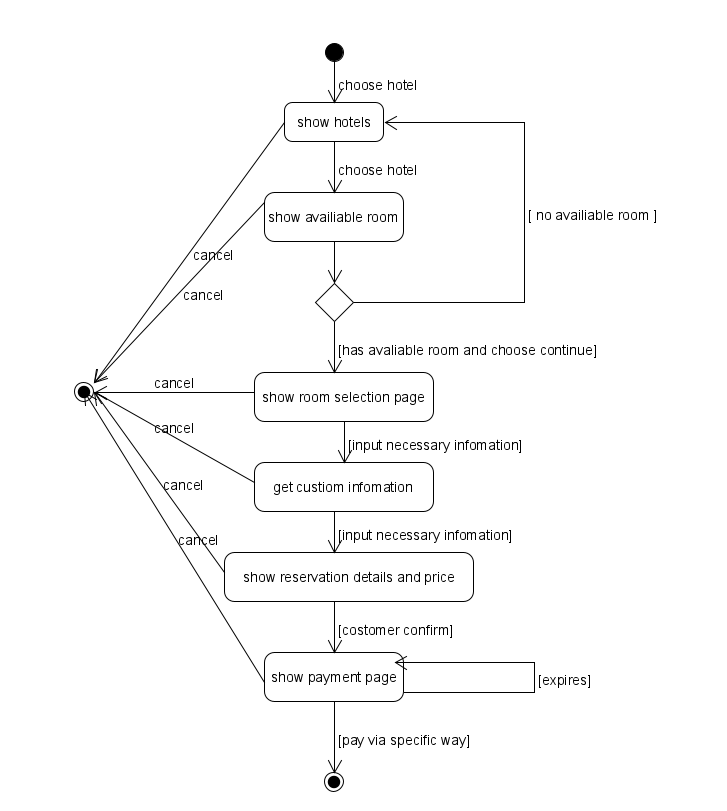 choose hotel
show hotels
choose hotel
show availiable room
[ no availiable room ]
cancel
cancel
[has avaliable room and choose continue]
cancel
show room selection page
cancel
[input necessary infomation]
get custiom infomation
cancel
[input necessary infomation]
cancel
show reservation details and price
[costomer confirm]
show payment page
[expires]
[pay via specific way]